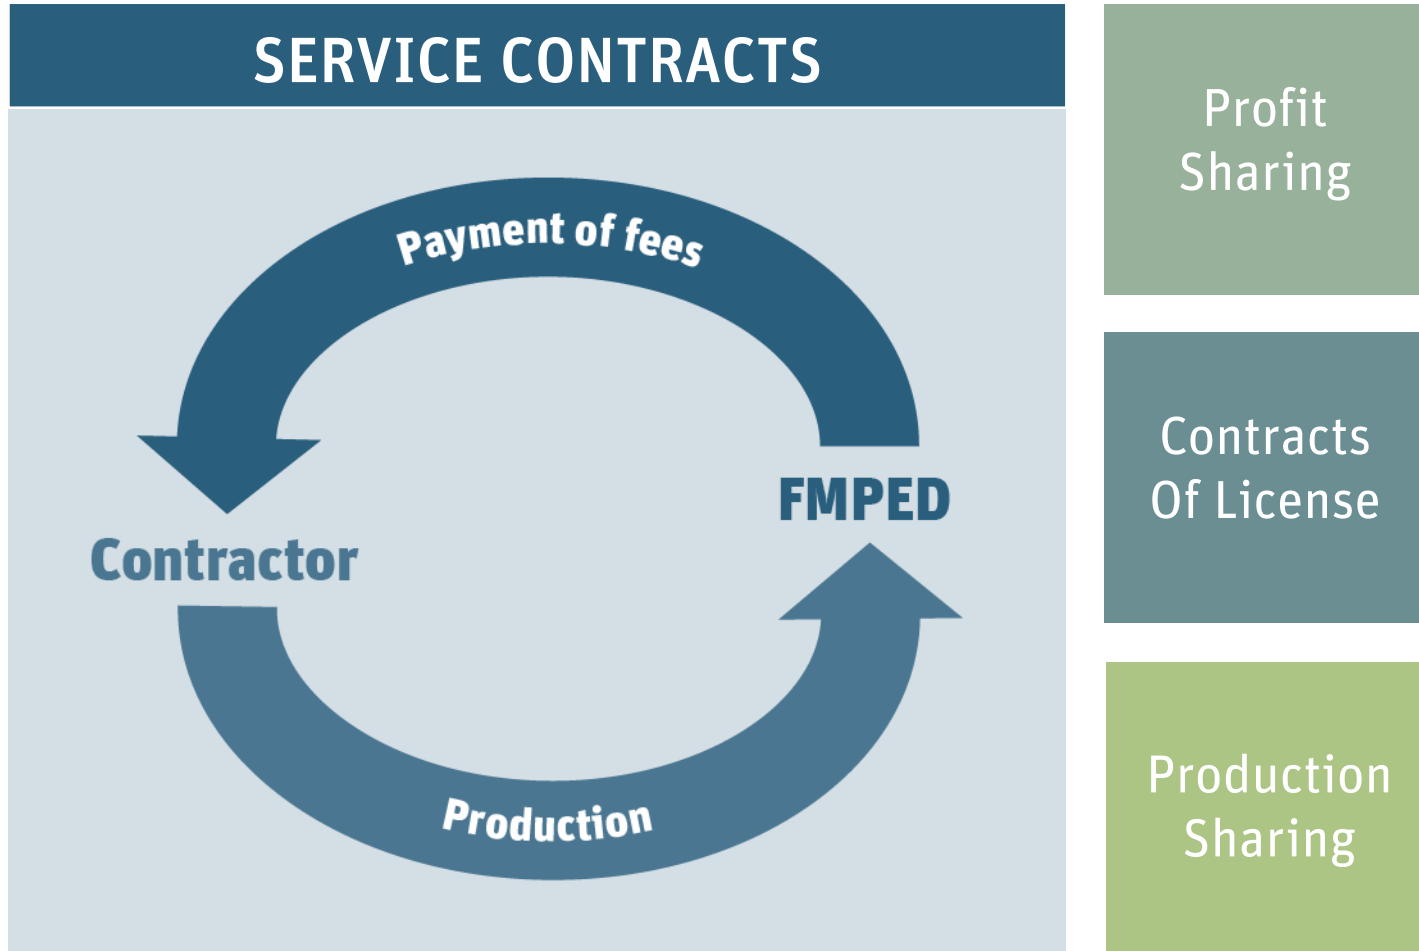 SERVICE CONTRACTS
Payment of fees
FMPED
Contractor
Production
Profit
Sharing
Contracts
Of License
Production
Sharing